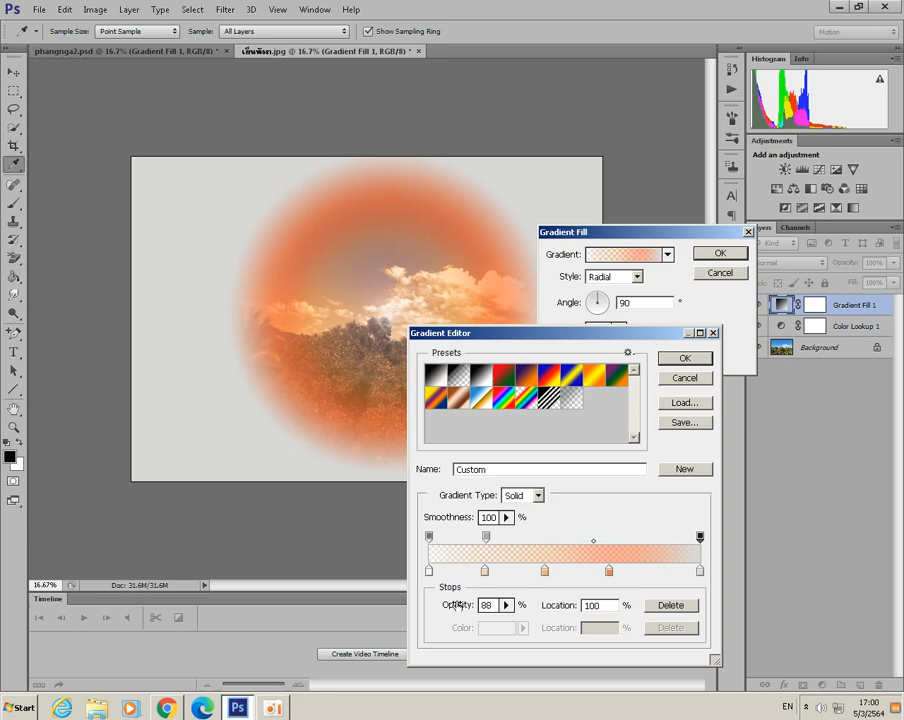 Ps File Edit Image Layer Type Select Filter 3D View Window Help
Sample Size: Point Sample Sample: All Layers Show Sampling Ring Motion
phangnga2.psd @ 16.7% (Gradient Fill 1, RGB/8) * × เย็นพังงา.jpg @ 16.7% (Gradient Fill 1, RGB/8) * ×
Histogram Info
Adjustments
Add an adjustment
Channels
Kind
Normal Opacity: 100%
Fill: 100%
Gradient Fill 1
Color Lookup 1
Background
Gradient Fill
Gradient: OK
Style: Radial Cancel
Angle: 90 °
Gradient Editor
Presets
OK
Cancel
Load...
Save...
Name: Custom New
Gradient Type: Solid
Smoothness: 100 %
Stops
Opacity: 88 % Location: 100 % Delete
Color: Location: % Delete
16.67% Doc: 31.6M/31.6M
Timeline
Create Video Timeline
Start Ps EN 17:00
5/3/2564